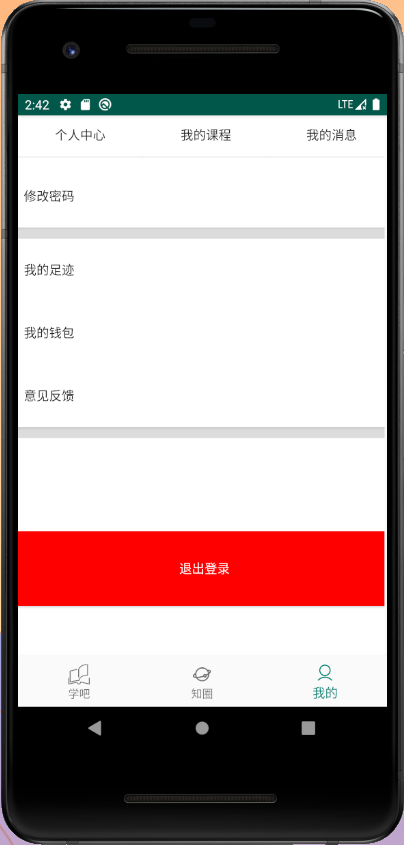 2:42
LTE
个人中心 我的课程 我的消息
修改密码
我的足迹
我的钱包
意见反馈
退出登录
学吧 知圈 我的